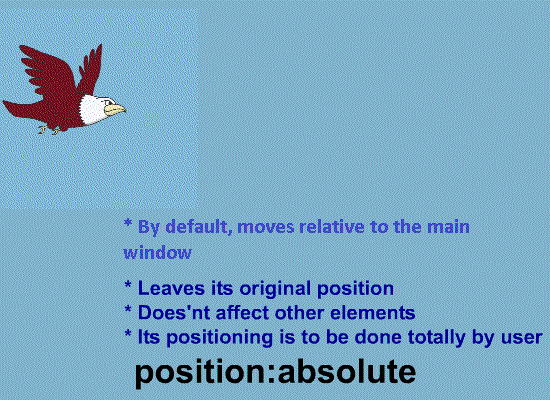 * By default, moves relative to the main
window
* Leaves its original position
* Does'nt affect other elements
* Its positioning is to be done totally by user
position:absolute